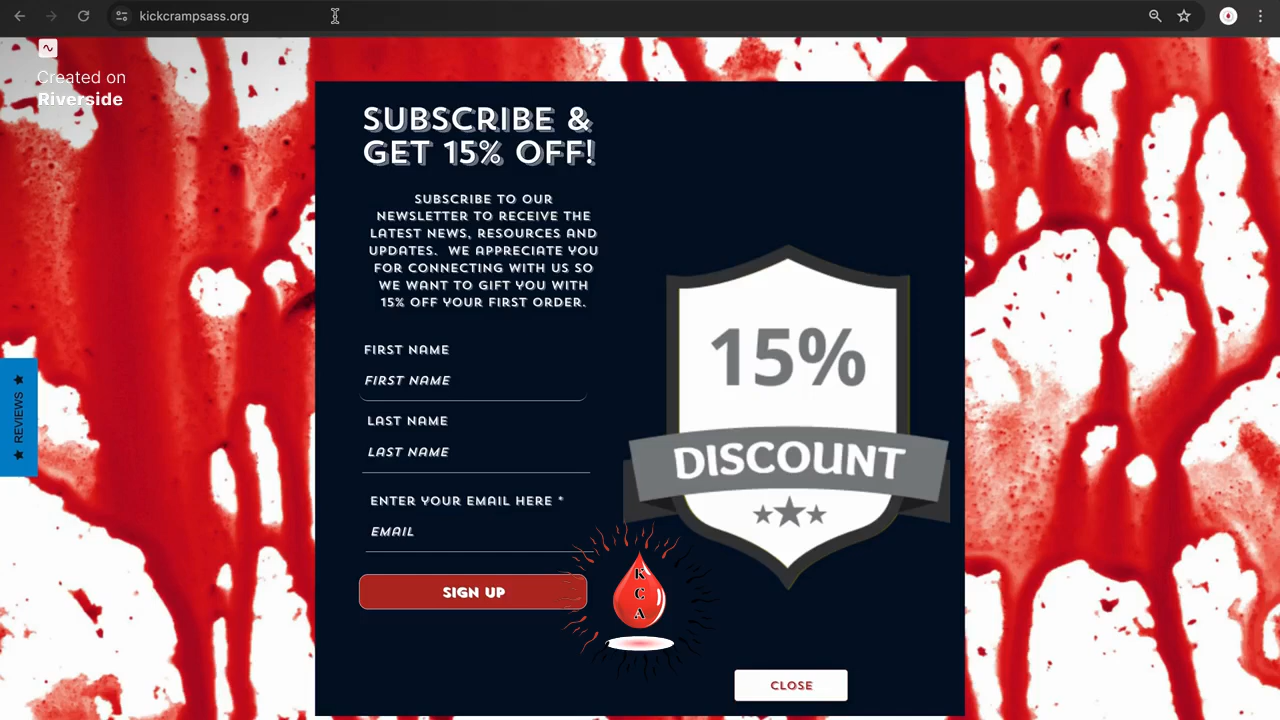 kickcrampsass.org
Created on
Riverside
SUBSCRIBE &
GET 15% OFF!
SUBSCRIBE TO OUR
NEWSLETTER TO RECEIVE THE
LATEST NEWS, RESOURCES AND
UPDATES. WE APPRECIATE YOU
FOR CONNECTING WITH US SO
WE WANT TO GIFT YOU WITH
15% OFF YOUR FIRST ORDER.
FIRST NAME
FIRST NAME
LAST NAME
LAST NAME
ENTER YOUR EMAIL HERE *
EMAIL
SIGN UP
15%
DISCOUNT
K
C
A
CLOSE
REVIEWS